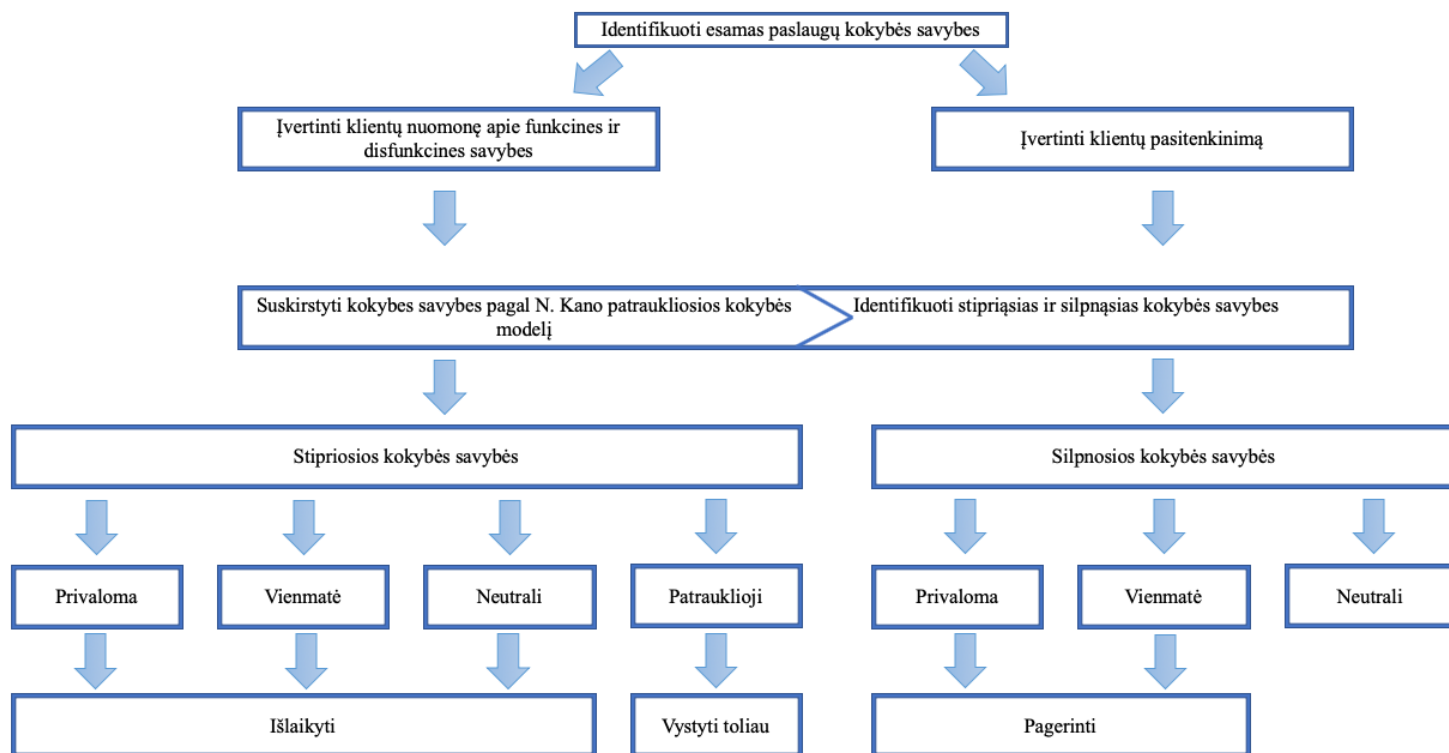 Identifikuoti esamas paslaugų kokybės savybes
Įvertinti klientų nuomonę apie funkcines ir
disfunkcines savybes
Įvertinti klientų pasitenkinimą
Suskirstyti kokybes savybes pagal N. Kano patraukliosios kokybės
modelį
Identifikuoti stipriąsias ir silpnąsias kokybės savybes
Stipriosios kokybės savybės
Silpnosios kokybės savybės
Privaloma
Vienmatė
Neutrali
Patrauklioji
Privaloma
Vienmatė
Neutrali
Išlaikyti
Vystyti toliau
Pagerinti